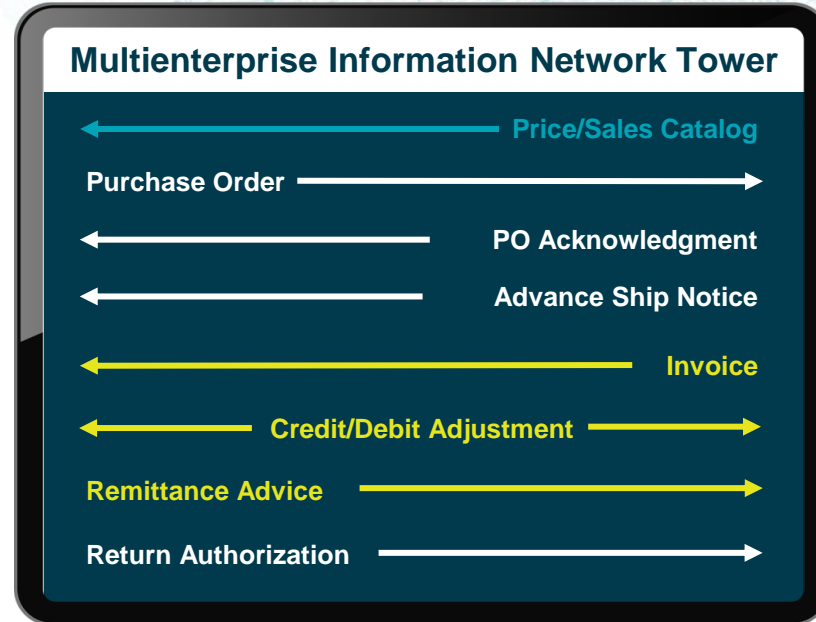 Multienterprise Information Network Tower
Price/Sales Catalog
Purchase Order
PO Acknowledgment
Advance Ship Notice
Invoice
Credit/Debit Adjustment
Remittance Advice
Return Authorization